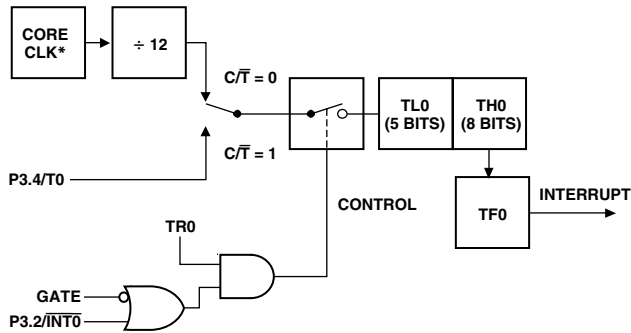 CORE
CLK*
÷ 12
C/T̅ = 0
TL0
(5 BITS)
TH0
(8 BITS)
C/T̅ = 1
P3.4/T0
INTERRUPT
CONTROL
TF0
TR0
GATE
P3.2/I̅N̅T̅0̅